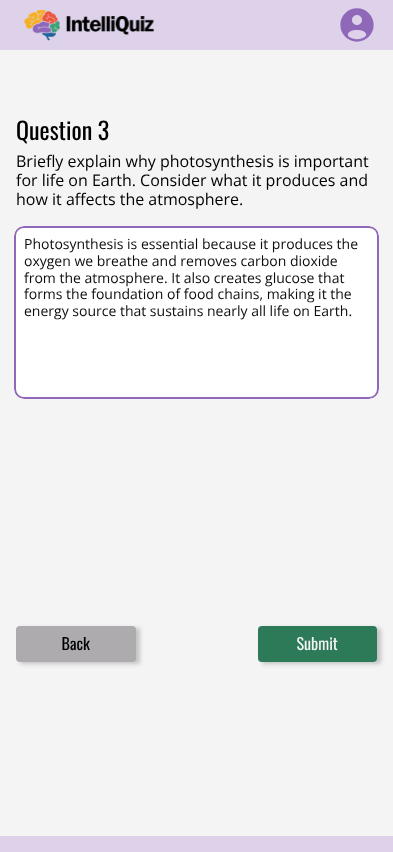 IntelliQuiz
Question 3
Briefly explain why photosynthesis is important
for life on Earth. Consider what it produces and
how it affects the atmosphere.
Photosynthesis is essential because it produces the
oxygen we breathe and removes carbon dioxide
from the atmosphere. It also creates glucose that
forms the foundation of food chains, making it the
energy source that sustains nearly all life on Earth.
Back
Submit